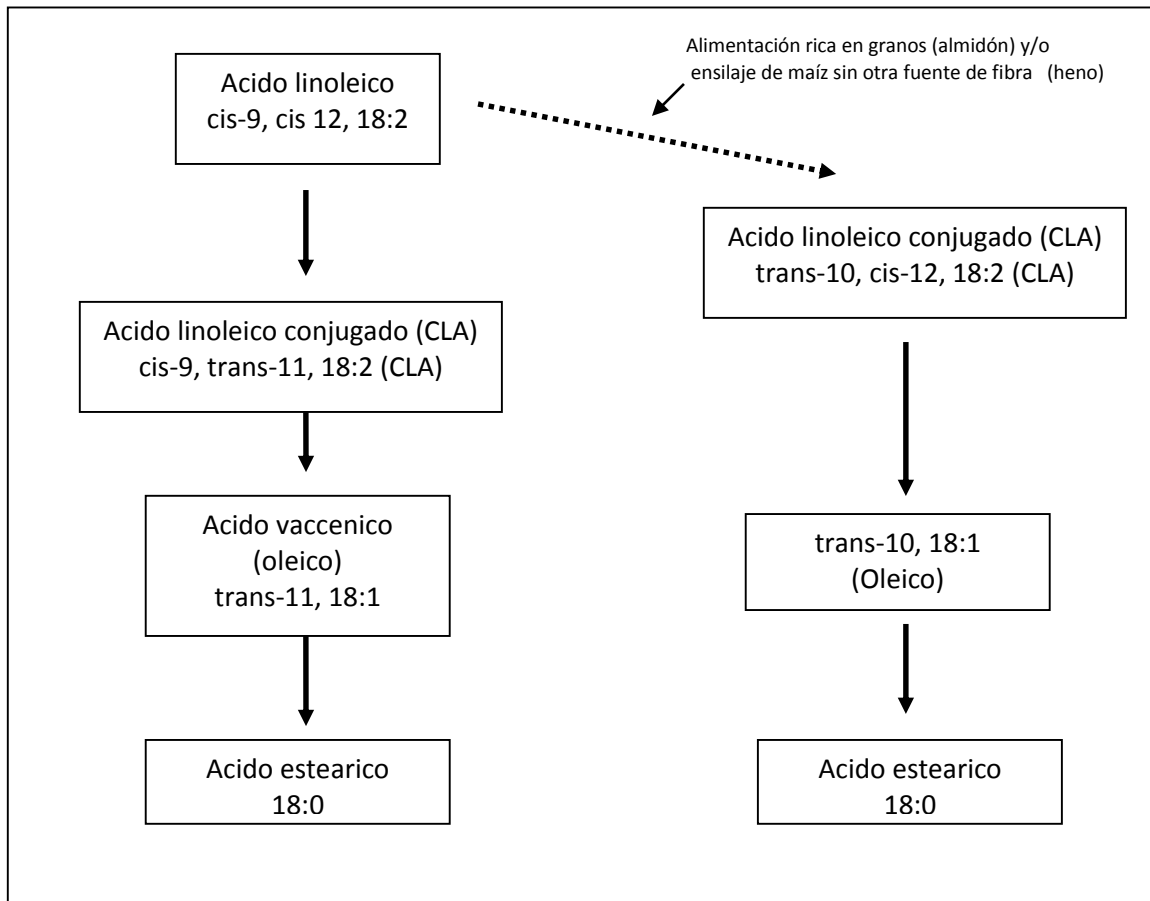 Alimentación rica en granos (almidón) y/o
ensilaje de maíz sin otra fuente de fibra (heno)
Acido linoleico
cis-9, cis 12, 18:2
Acido linoleico conjugado (CLA)
trans-10, cis-12, 18:2 (CLA)
Acido linoleico conjugado (CLA)
cis-9, trans-11, 18:2 (CLA)
Acido vaccenico
(oleico)
trans-11, 18:1
trans-10, 18:1
(Oleico)
Acido estearico
18:0
Acido estearico
18:0